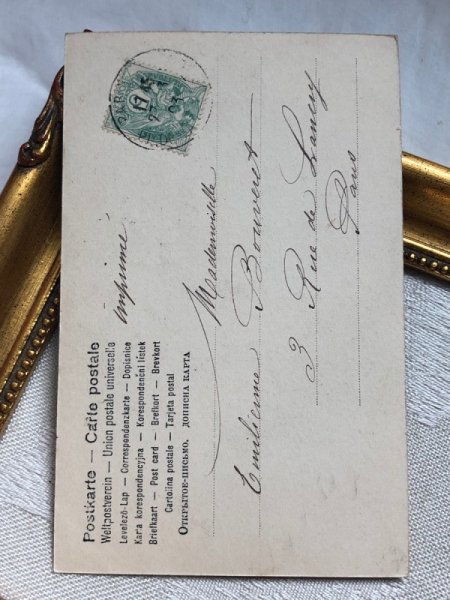 Postkarte — Carte postale
Weltpostverein — Union postale universelle
Levelező-Lap — Correspondenzkarte — Dopisnice
Karta korespondencyjna — Korespondenční lístek
Briefkaart — Post card — Brefkort — Brevkort
Cartolina postale — Tarjeta postal
Открытое письмо. дописна карта
Imprimé
Mademoiselle
Emilienne Bouvent
3 Rue de Lancry
Paris